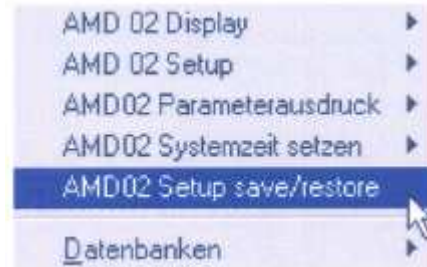 AMD 02 Display
AMD 02 Setup
AMD02 Parameterausdruck
AMD02 Systemzeit setzen
AMD02 Setup save/restore
Datenbanken